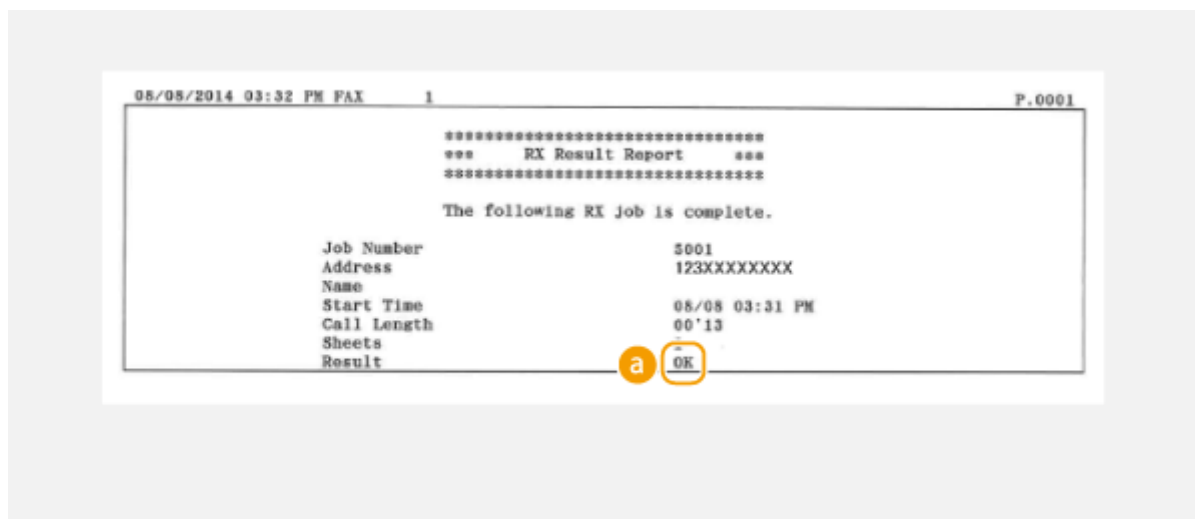 08/08/2014 03:32 PM FAX 1 P.0001
*********************************
*** RX Result Report ***
*********************************
The following RX job is complete.
Job Number 5001
Address 123XXXXXXXX
Name
Start Time 08/08 03:31 PM
Call Length 00'13
Sheets
Result a OK